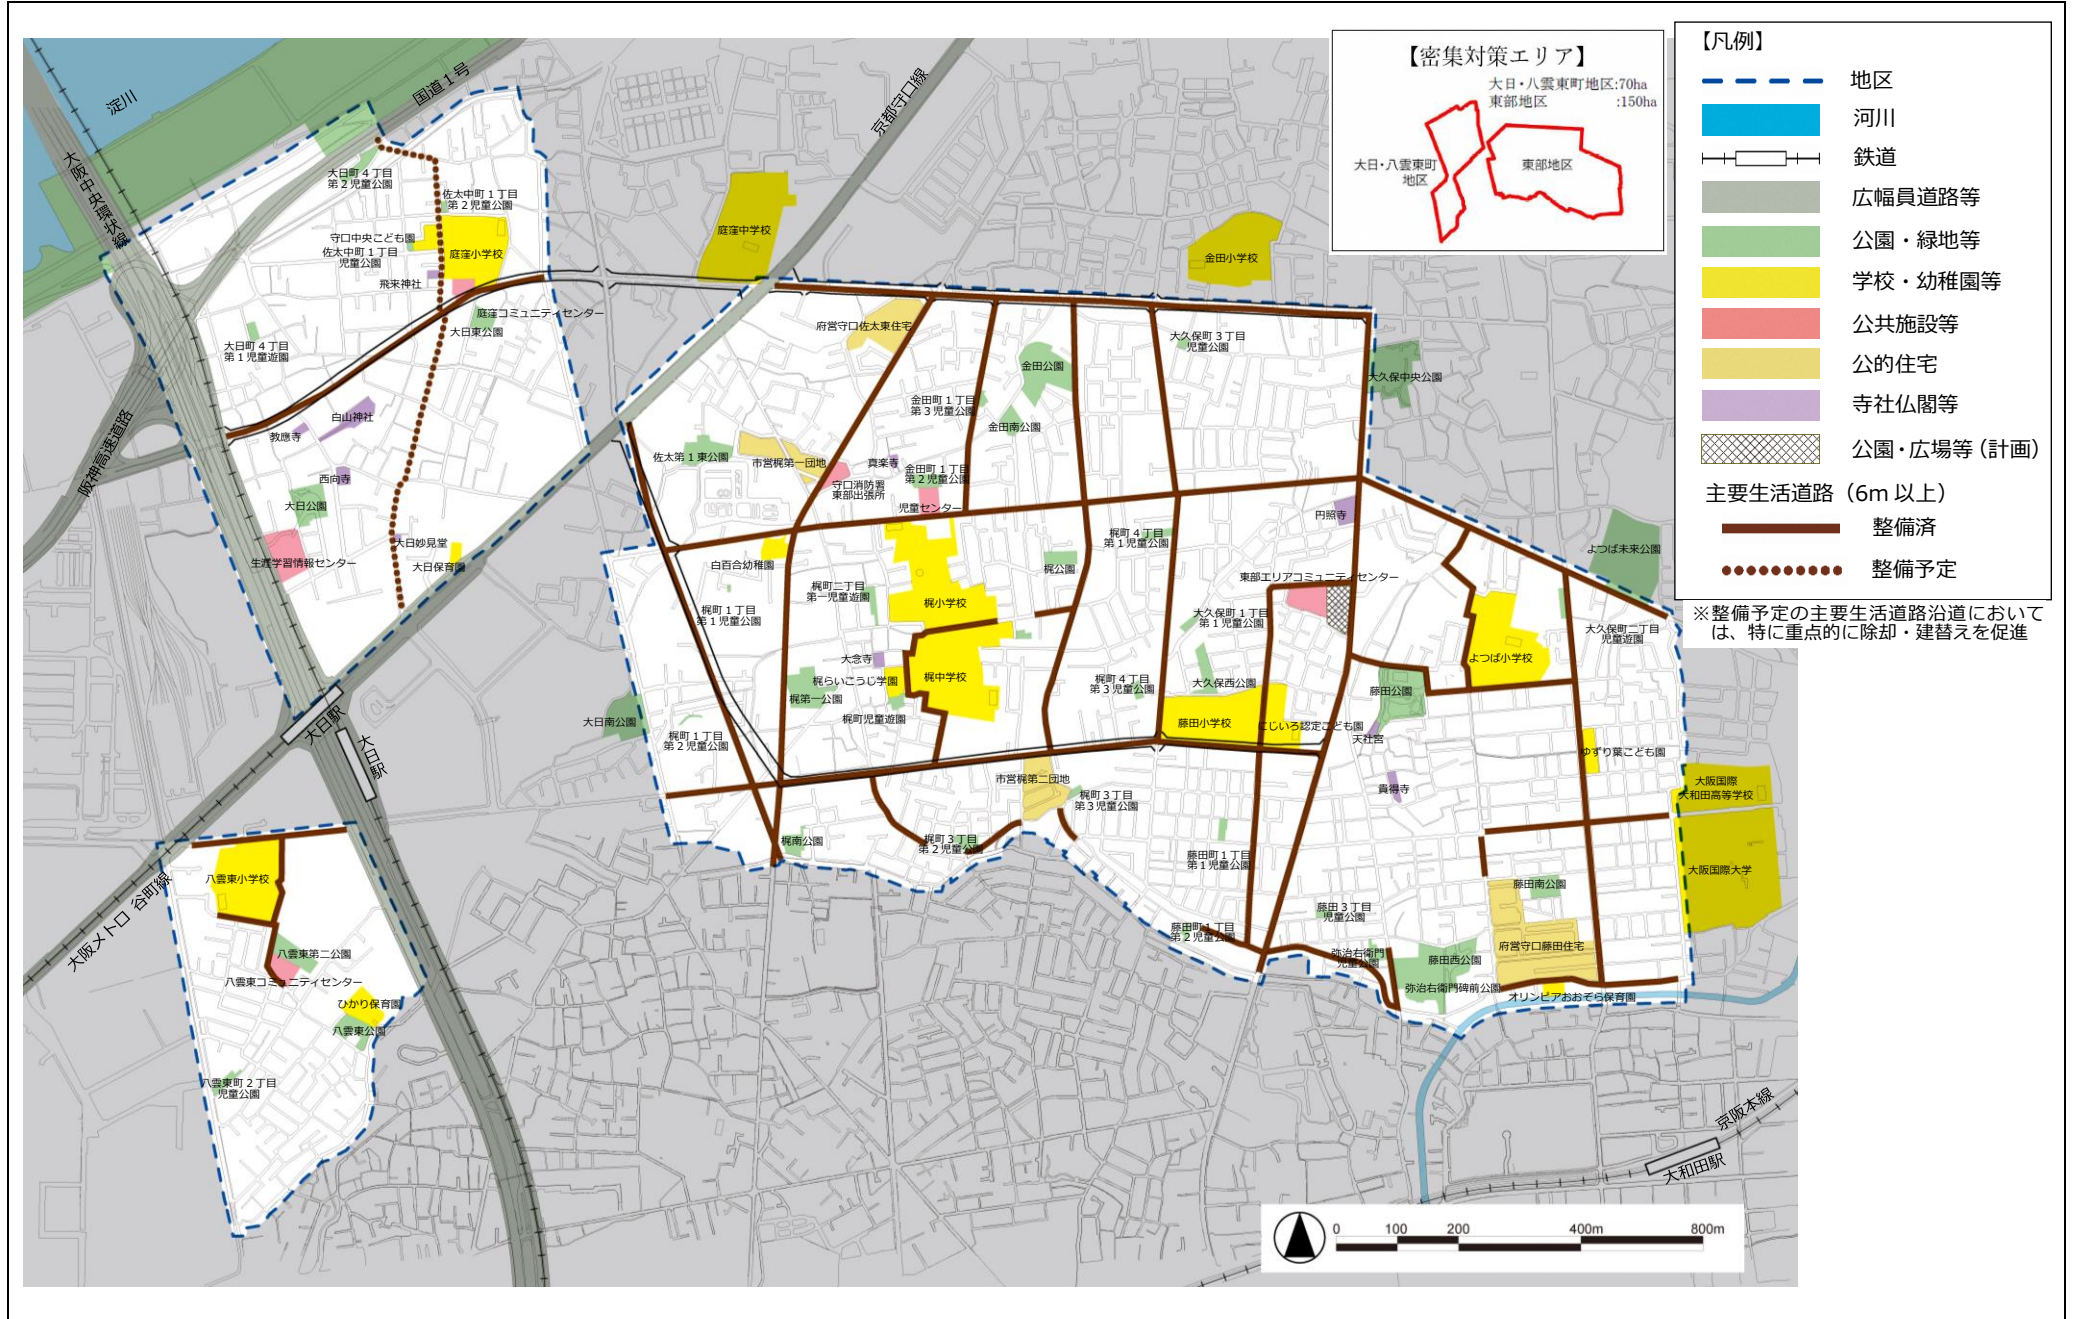 【密集対策エリア】
大日・八雲東町地区:70ha
東部地区 :150ha
大日・八雲東町
地区
東部地区
【凡例】
地区
河川
鉄道
広幅員道路等
公園・緑地等
学校・幼稚園等
公共施設等
公的住宅
寺社仏閣等
公園・広場等（計画）
主要生活道路（6m 以上）
整備済
整備予定
※整備予定の主要生活道路沿道において
は、特に重点的に除却・建替えを促進
淀川
国道１号
京都守口線
大阪中央環状線
阪神高速道路
大日町４丁目
第２児童公園
佐太中町１丁目
第２児童公園
守口中央こども園
佐太中町１丁目
児童公園
庭窪小学校
飛来神社
庭窪コミュニティセンター
大日東公園
大日町４丁目
第１児童遊園
白山神社
教應寺
西向寺
大日公園
生涯学習情報センター
大日妙見堂
大日保育園
大日駅
大日駅
庭窪中学校
金田小学校
府営守口佐太東住宅
大久保町３丁目
児童公園
金田公園
大久保中央公園
金田町１丁目
第３児童公園
金田南公園
佐太第１東公園
市営梶第一団地
真楽寺
守口消防署
東部出張所
金田町１丁目
第２児童公園
児童センター
円照寺
よつば未来公園
白百合幼稚園
梶町４丁目
第１児童公園
梶公園
東部エリアコミュニティセンター
梶町二丁目
第一児童遊園
梶小学校
梶町１丁目
第１児童公園
大久保町１丁目
第１児童公園
大久保町二丁目
児童遊園
よつば小学校
大念寺
梶らいこうじ学園
梶中学校
梶第一公園
梶町児童遊園
梶町４丁目
第３児童公園
大久保西公園
藤田公園
藤田小学校
にじいろ認定こども園
天社宮
大日南公園
梶町１丁目
第２児童公園
ゆずり葉こども園
市営梶第二団地
梶町３丁目
第３児童公園
貴得寺
大阪国際
大和田高等学校
梶南公園
梶町３丁目
第２児童公園
藤田町１丁目
第１児童公園
大阪国際大学
藤田南公園
藤田３丁目
児童公園
藤田町１丁目
第２児童公園
弥治右衛門
児童公園
藤田西公園
府営守口藤田住宅
弥治右衛門碑前公園
オリンピアおおぞら保育園
八雲東小学校
大阪メトロ 谷町線
八雲東第二公園
八雲東コミュニティセンター
ひかり保育園
八雲東公園
八雲東町２丁目
児童公園
京阪本線
大和田駅
0 100 200 400m 800m